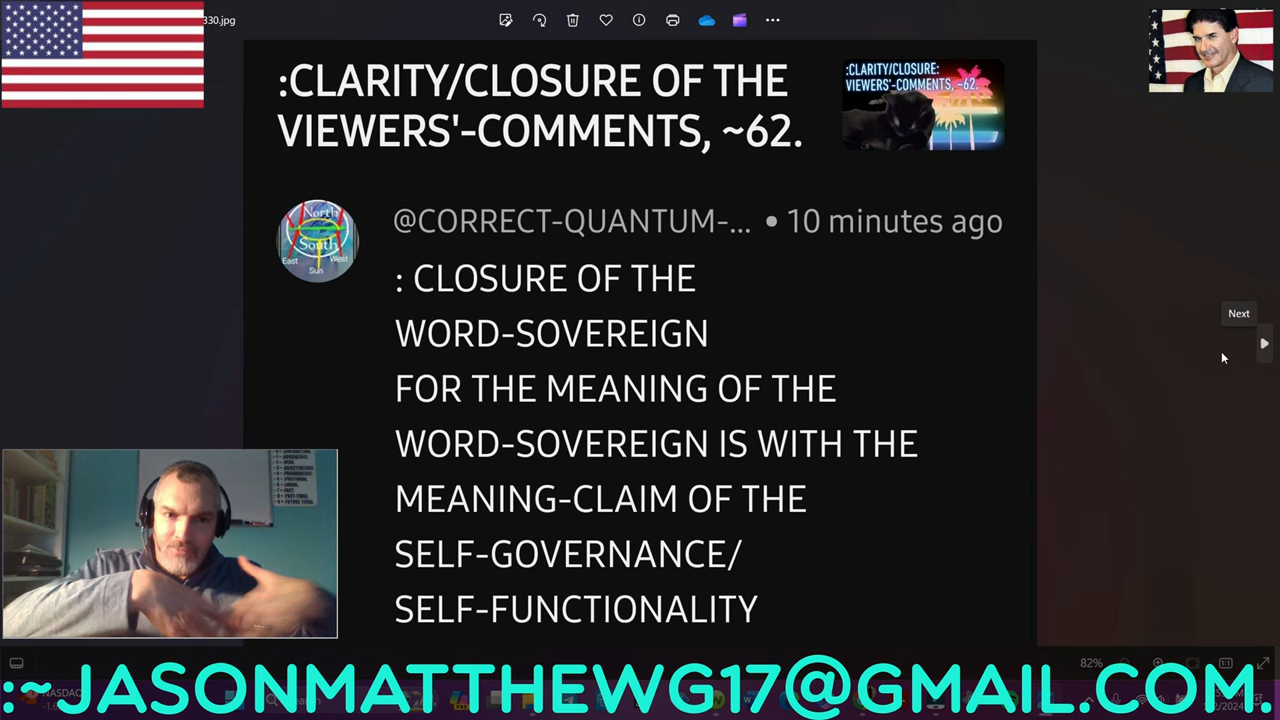 330.jpg
:CLARITY/CLOSURE OF THE
VIEWERS'-COMMENTS, ~62.
:CLARITY/CLOSURE:
VIEWERS'-COMMENTS, ~62.
@CORRECT-QUANTUM-... • 10 minutes ago
North
South
East
West
Sun
: CLOSURE OF THE
WORD-SOVEREIGN
FOR THE MEANING OF THE
WORD-SOVEREIGN IS WITH THE
MEANING-CLAIM OF THE
SELF-GOVERNANCE/
SELF-FUNCTIONALITY
Next
82%
:~ JASONMATTHEWG17@GMAIL.COM.
NASDAQ